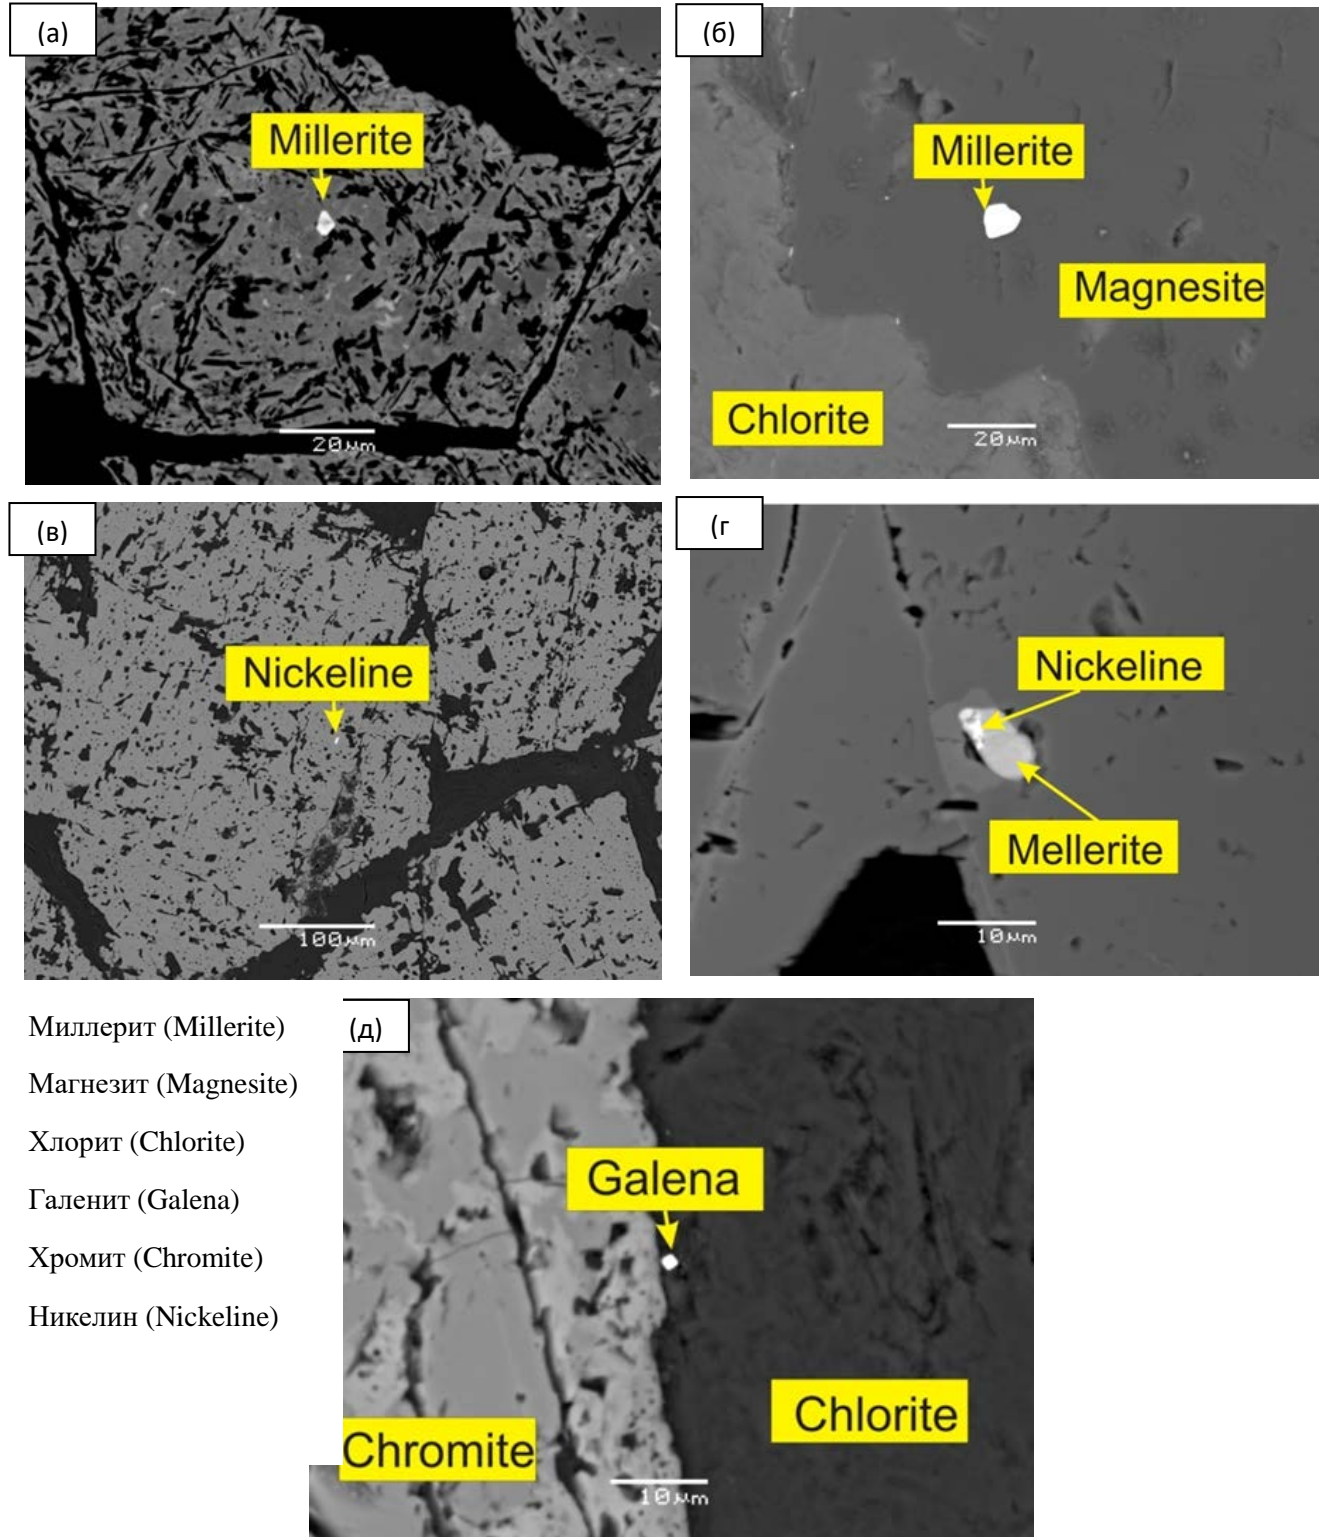 (а)
Millerite
20μm
(б)
Millerite
Magnesite
Chlorite
20μm
(в)
Nickeline
100μm
(г
Nickeline
Mellerite
10μm
Миллерит (Millerite)
Магнезит (Magnesite)
Хлорит (Chlorite)
Галенит (Galena)
Хромит (Chromite)
Никелин (Nickeline)
(д)
Galena
Chlorite
Chromite
10μm